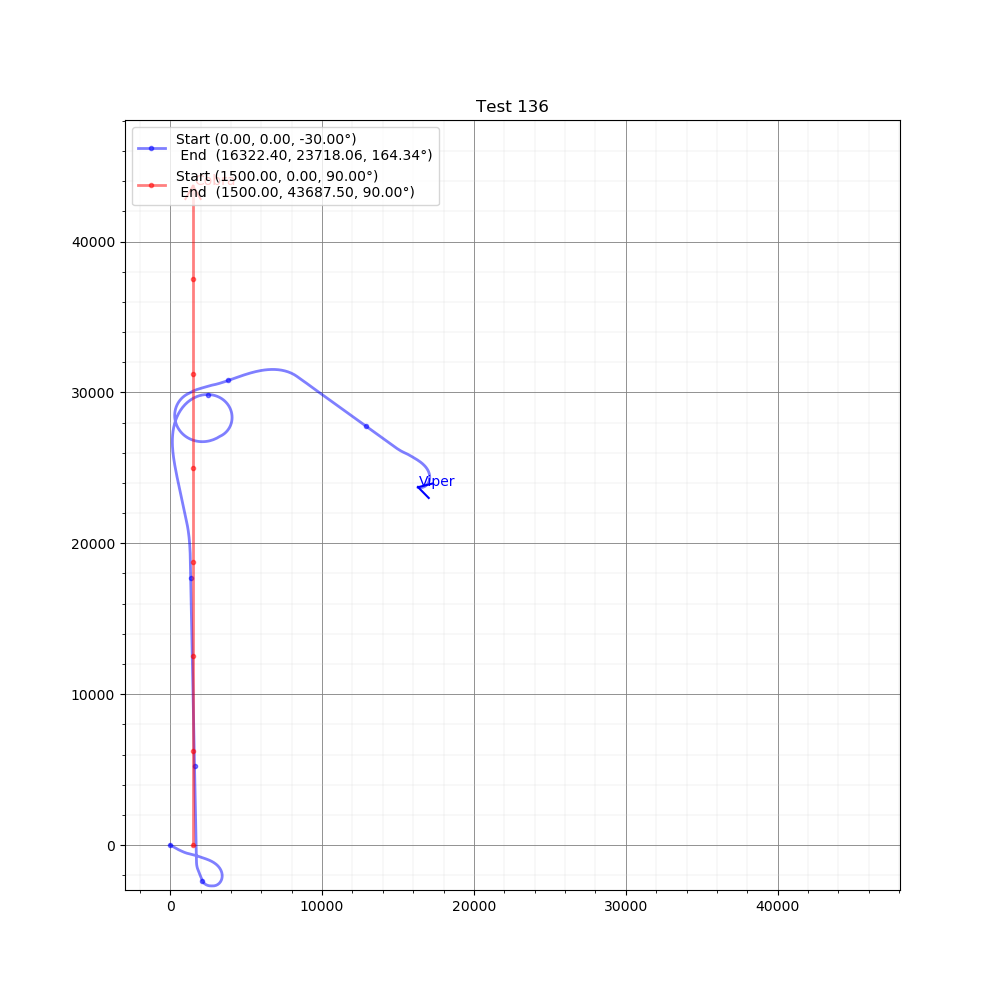 Test 136
Start (0.00, 0.00, -30.00°)
End (16322.40, 23718.06, 164.34°)
Start (1500.00, 0.00, 90.00°)
End (1500.00, 43687.50, 90.00°)
40000
30000
20000
10000
0
Viper
0
10000
20000
30000
40000